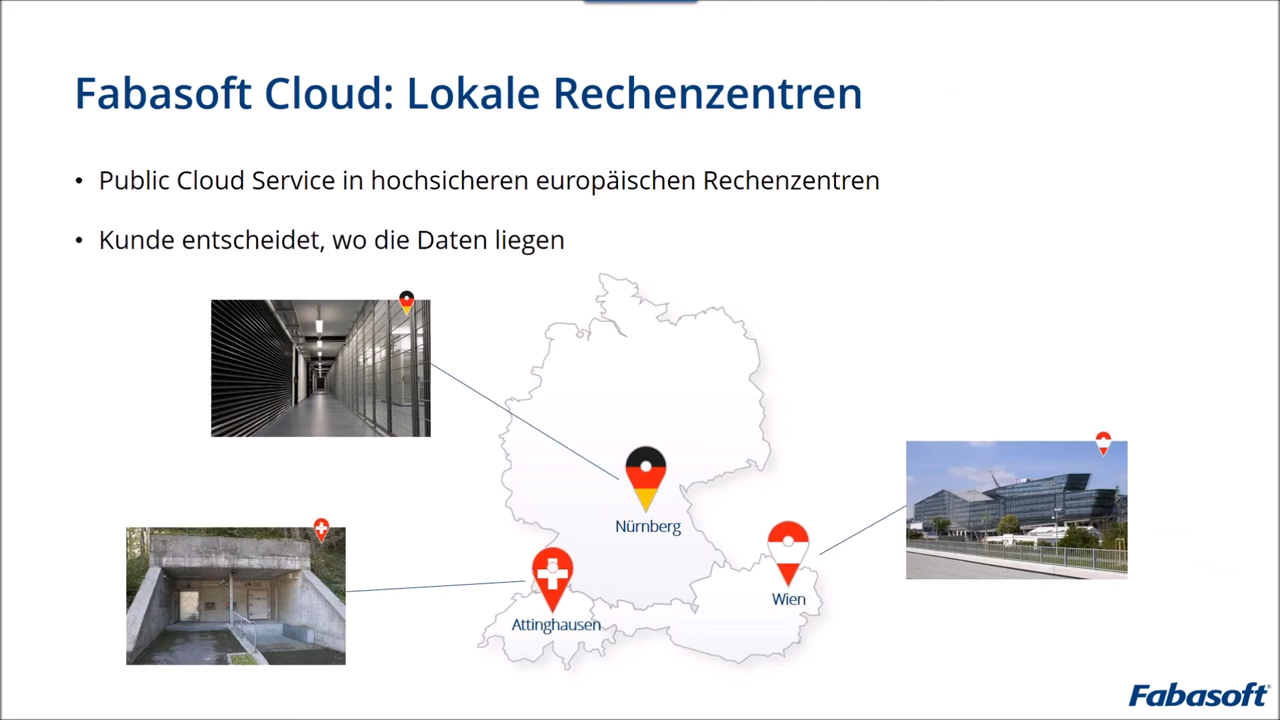 Fabasoft Cloud: Lokale Rechenzentren
• Public Cloud Service in hochsicheren europäischen Rechenzentren
• Kunde entscheidet, wo die Daten liegen
Nürnberg
Wien
Attinghausen
Fabasoft®